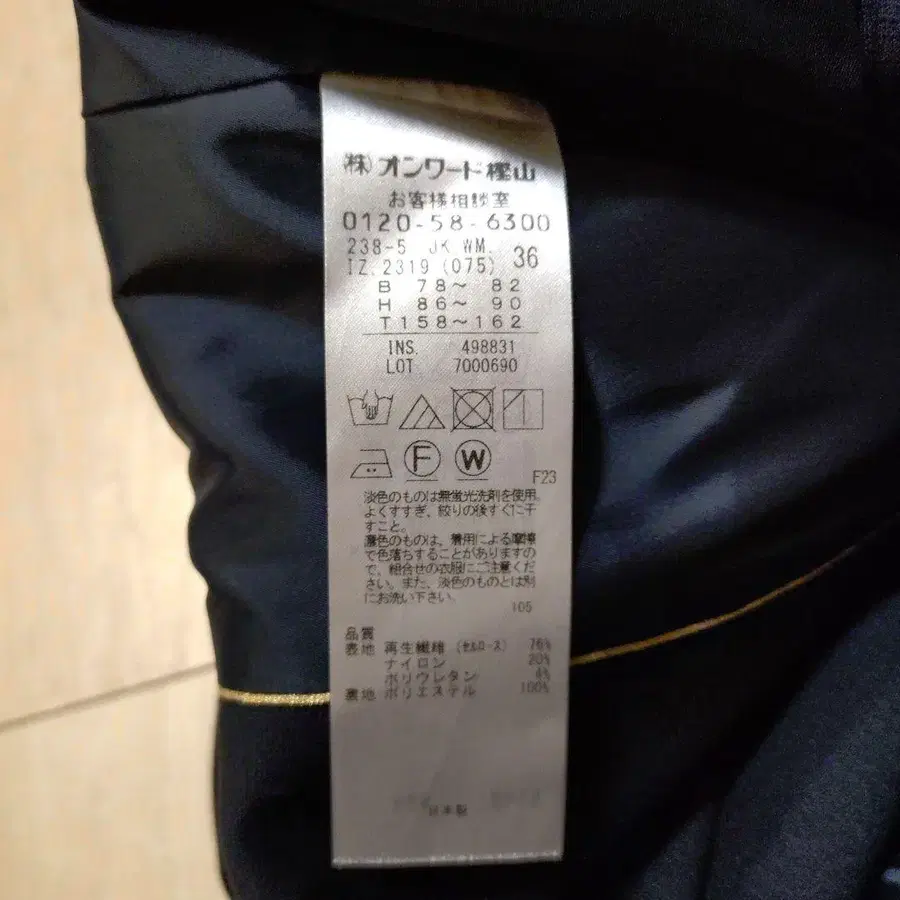 (株)オンワード樫山
お客様相談室
0120-58-6300
238-5 JK WM.
IZ.2319 (075) 36
B 78～ 82
H 86～ 90
T158～162
INS. 498831
LOT 7000690
F W
F23
淡色のものは無蛍光洗剤を使用。
よくすすぎ、絞りの後すぐに干
すこと。
濃色のものは、着用による摩擦
で色落ちすることがありますの
で、組合せの衣服にご注意くだ
さい。また、淡色のものとは別
にお洗い下さい。
105
品質
表地 再生繊維(セルロース) 76%
ナイロン 20%
ポリウレタン 4%
裏地 ポリエステル 100%
日本製